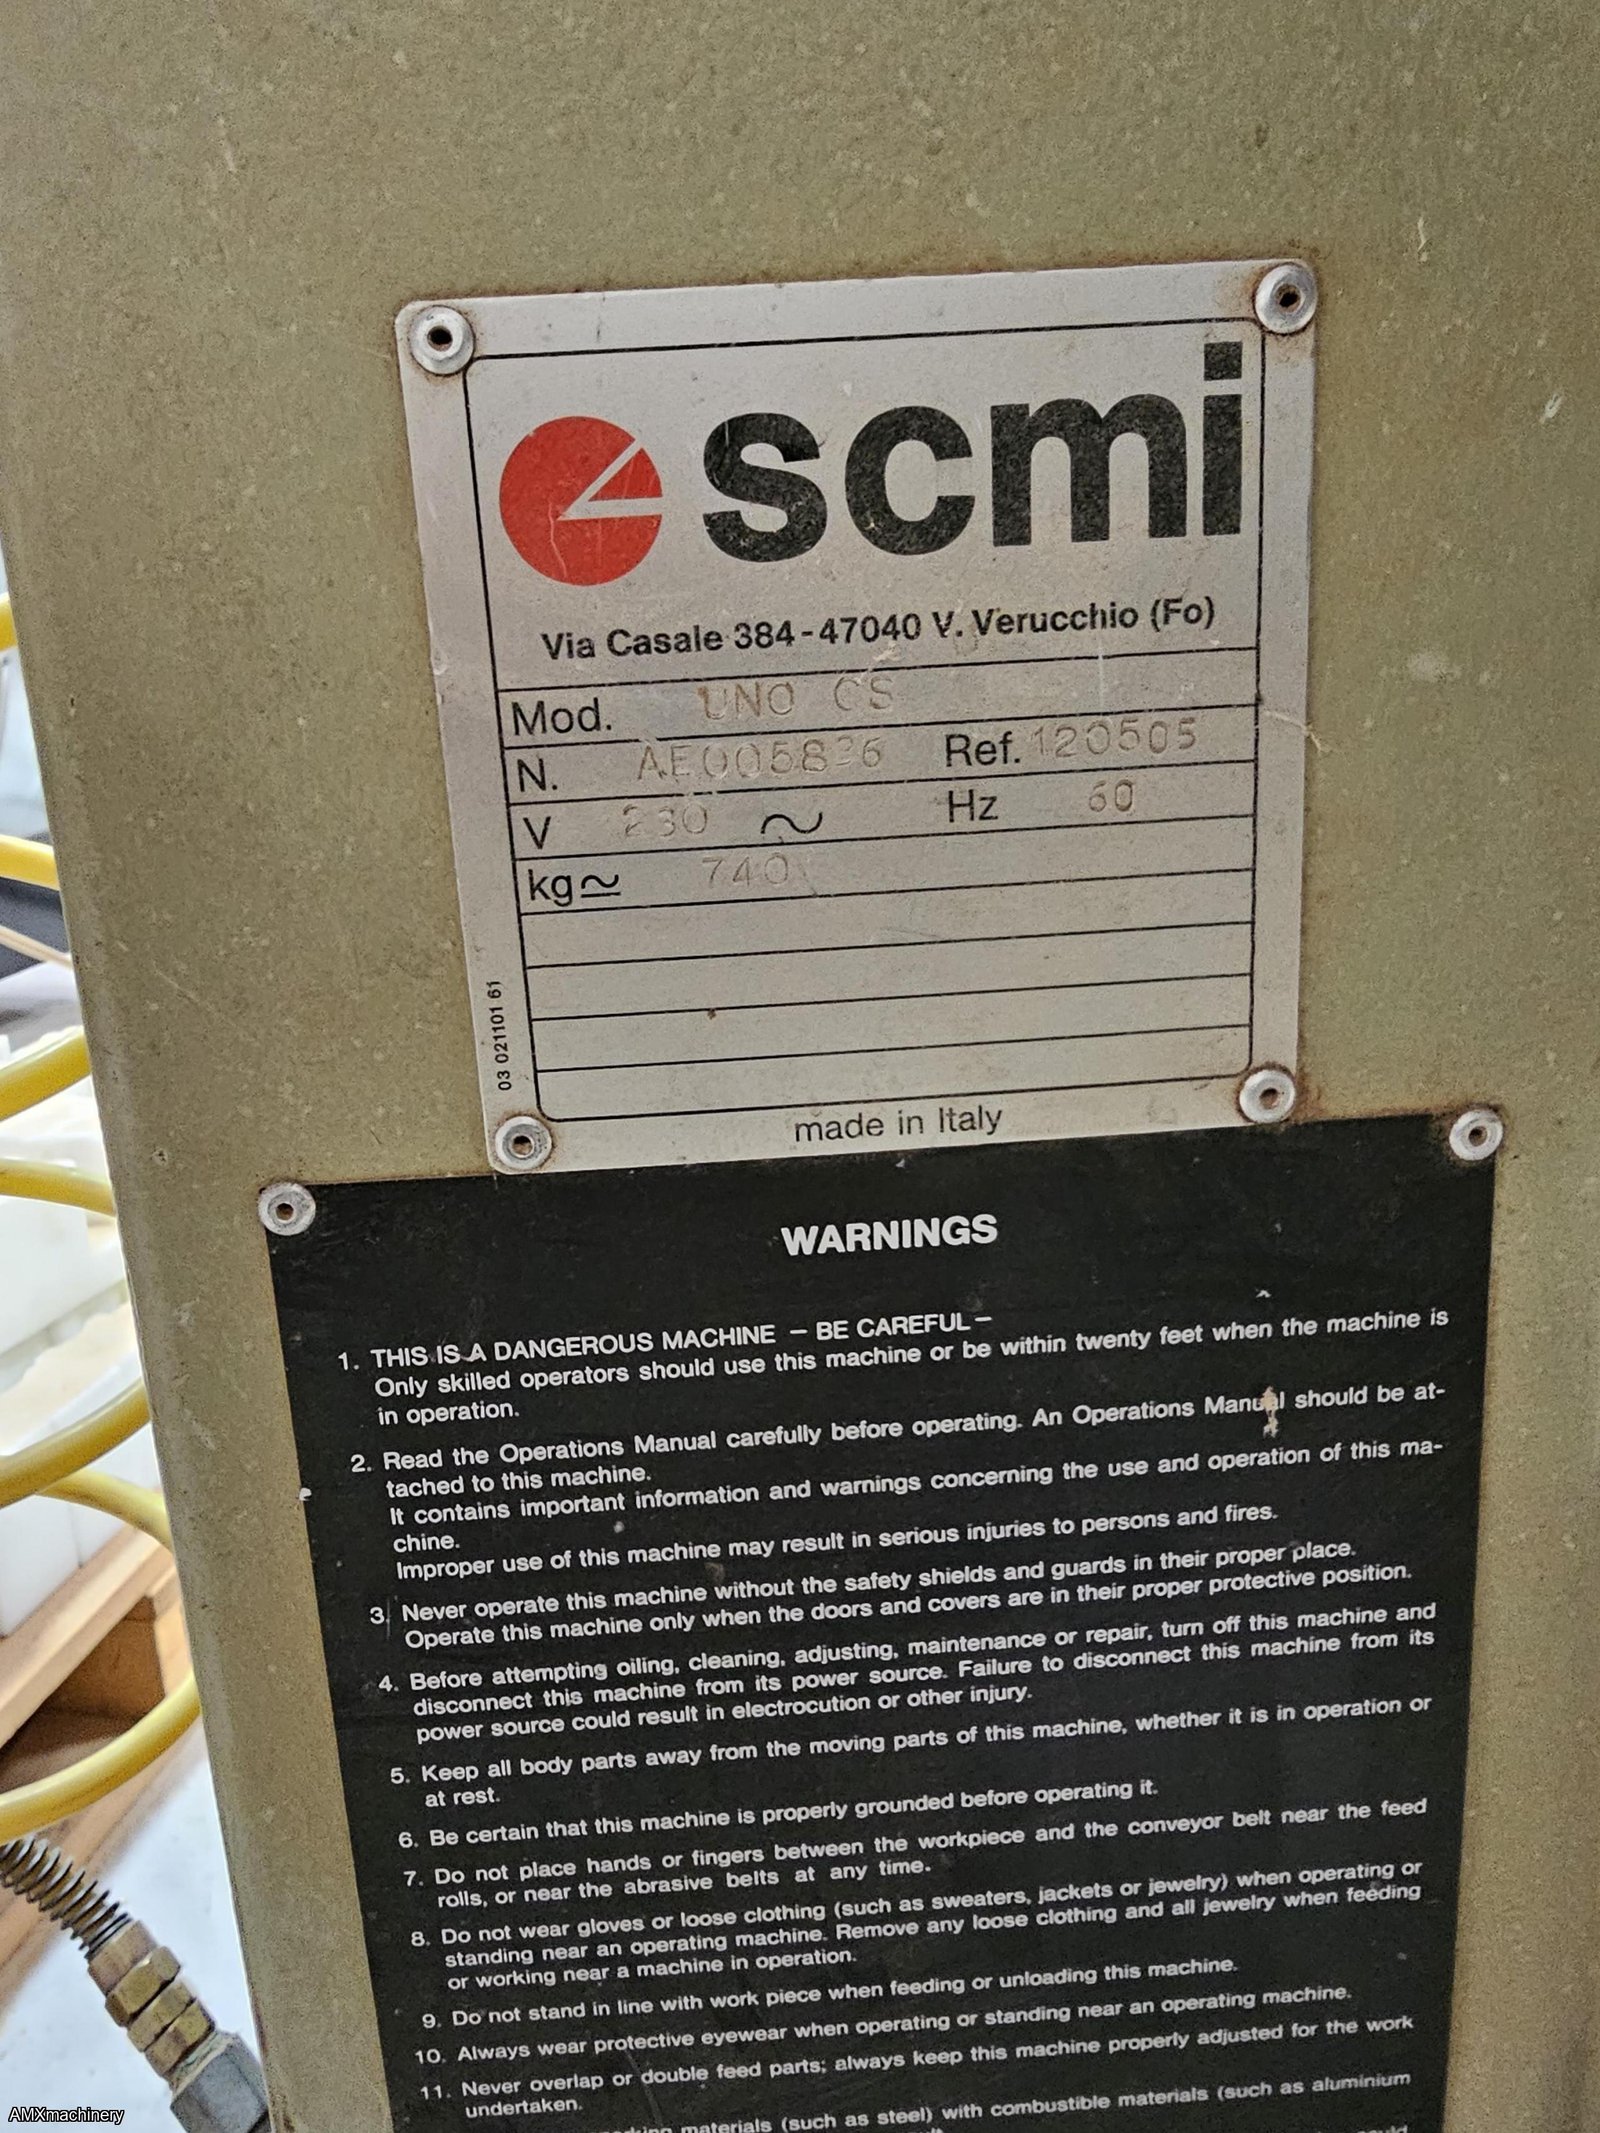 scmi
Via Casale 384-47040 V. Verucchio (Fo)
Mod. UNO CS
N. Ref. 120505
V 230 ~ Hz 60
kg≃ 740
03 021101 61
made in Italy
WARNINGS
1. THIS IS A DANGEROUS MACHINE – BE CAREFUL –
Only skilled operators should use this machine or be within twenty feet when the machine is
in operation.
2. Read the Operations Manual carefully before operating. An Operations Manual should be at-
tached to this machine.
It contains important information and warnings concerning the use and operation of this ma-
chine.
Improper use of this machine may result in serious injuries to persons and fires.
3. Never operate this machine without the safety shields and guards in their proper place.
Operate this machine only when the doors and covers are in their proper protective position.
4. Before attempting oiling, cleaning, adjusting, maintenance or repair, turn off this machine and
disconnect this machine from its power source. Failure to disconnect this machine from its
power source could result in electrocution or other injury.
5. Keep all body parts away from the moving parts of this machine, whether it is in operation or
at rest.
6. Be certain that this machine is properly grounded before operating it.
7. Do not place hands or fingers between the workpiece and the conveyor belt near the feed
rolls, or near the abrasive belts at any time.
8. Do not wear gloves or loose clothing (such as sweaters, jackets or jewelry) when operating or
standing near an operating machine. Remove any loose clothing and all jewelry when feeding
or working near a machine in operation.
9. Do not stand in line with work piece when feeding or unloading this machine.
10. Always wear protective eyewear when operating or standing near an operating machine.
11. Never overlap or double feed parts; always keep this machine properly adjusted for the work
undertaken.
materials (such as steel) with combustible materials (such as aluminium
AMXmachinery